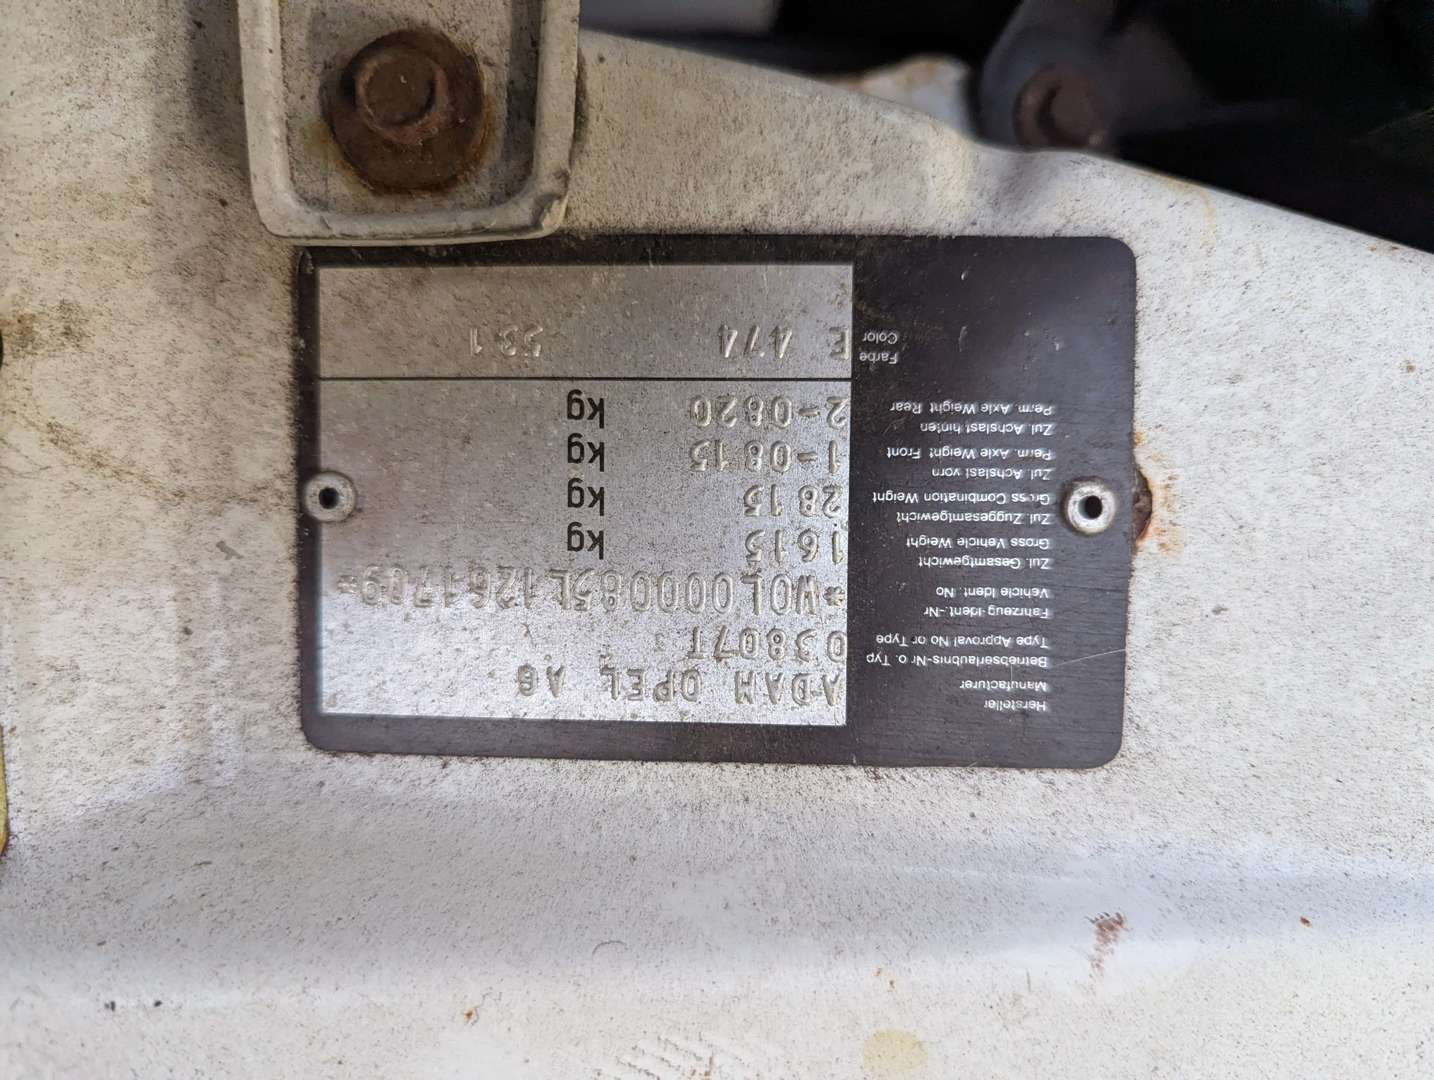 Hersteller
Manufacturer
ADAM OPEL AG
Betriebserlaubnis-Nr o. Typ
Type Approval No or Type
03807T
Fahrzeug-Ident.-Nr
Vehicle Ident. No
Zul. Gesamtgewicht
Gross Vehicle Weight
1615 kg
Zul. Zuggesamtgewicht
Gross Combination Weight
2815 kg
Zul. Achslast vorn
Perm. Axle Weight Front
1-0815 kg
Zul. Achslast hinten
Perm. Axle Weight Rear
2-0820 kg
Farbe
Color
E 474 531